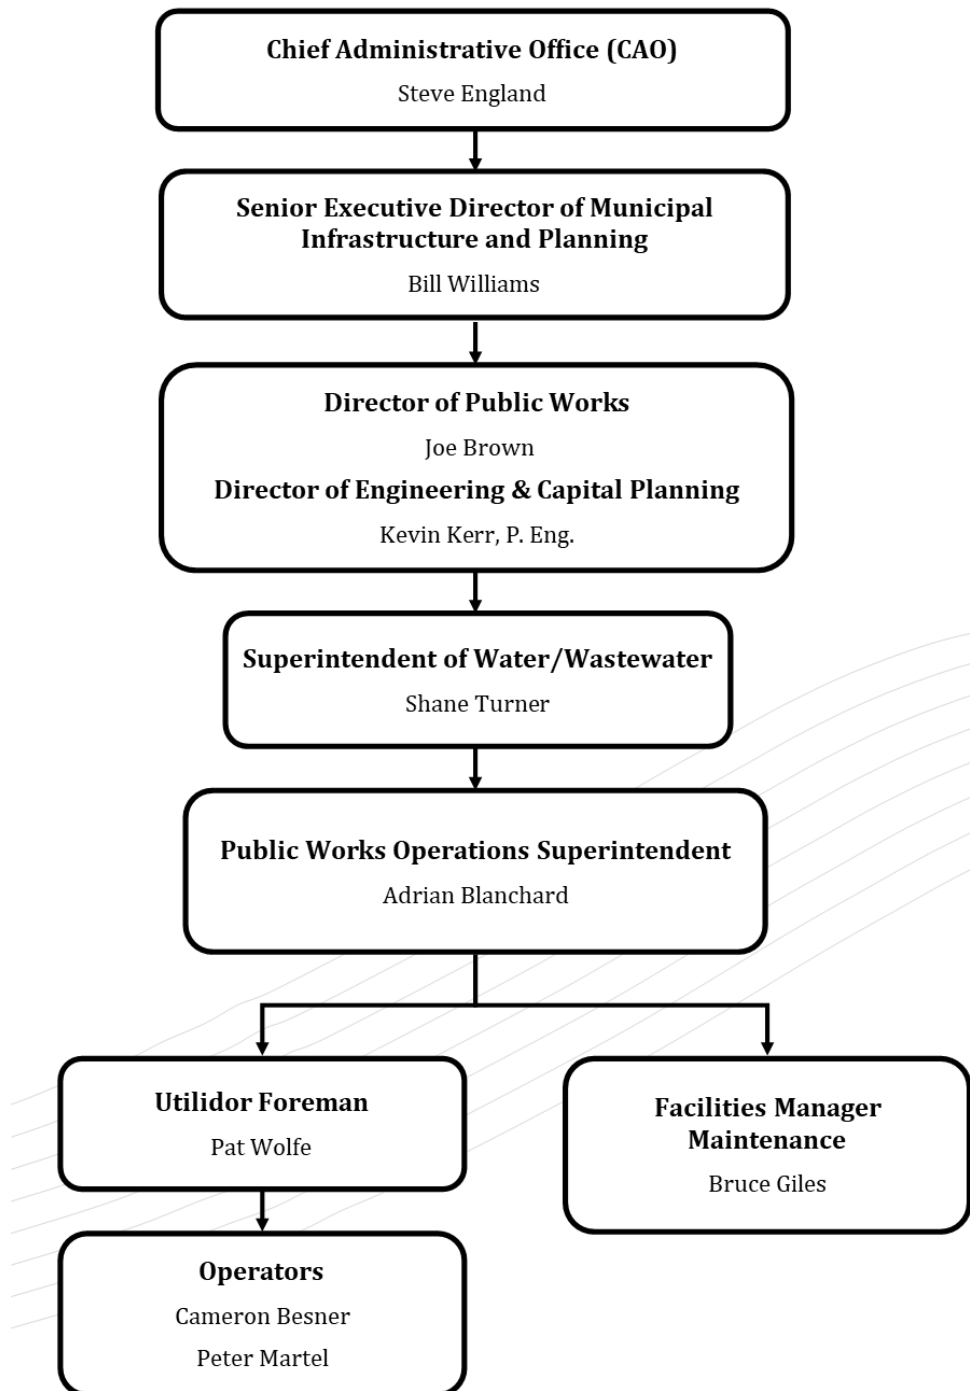 Chief Administrative Office (CAO)
Steve England
Senior Executive Director of Municipal
Infrastructure and Planning
Bill Williams
Director of Public Works
Joe Brown
Director of Engineering & Capital Planning
Kevin Kerr, P. Eng.
Superintendent of Water/Wastewater
Shane Turner
Public Works Operations Superintendent
Adrian Blanchard
Utilidor Foreman
Pat Wolfe
Facilities Manager
Maintenance
Bruce Giles
Operators
Cameron Besner
Peter Martel